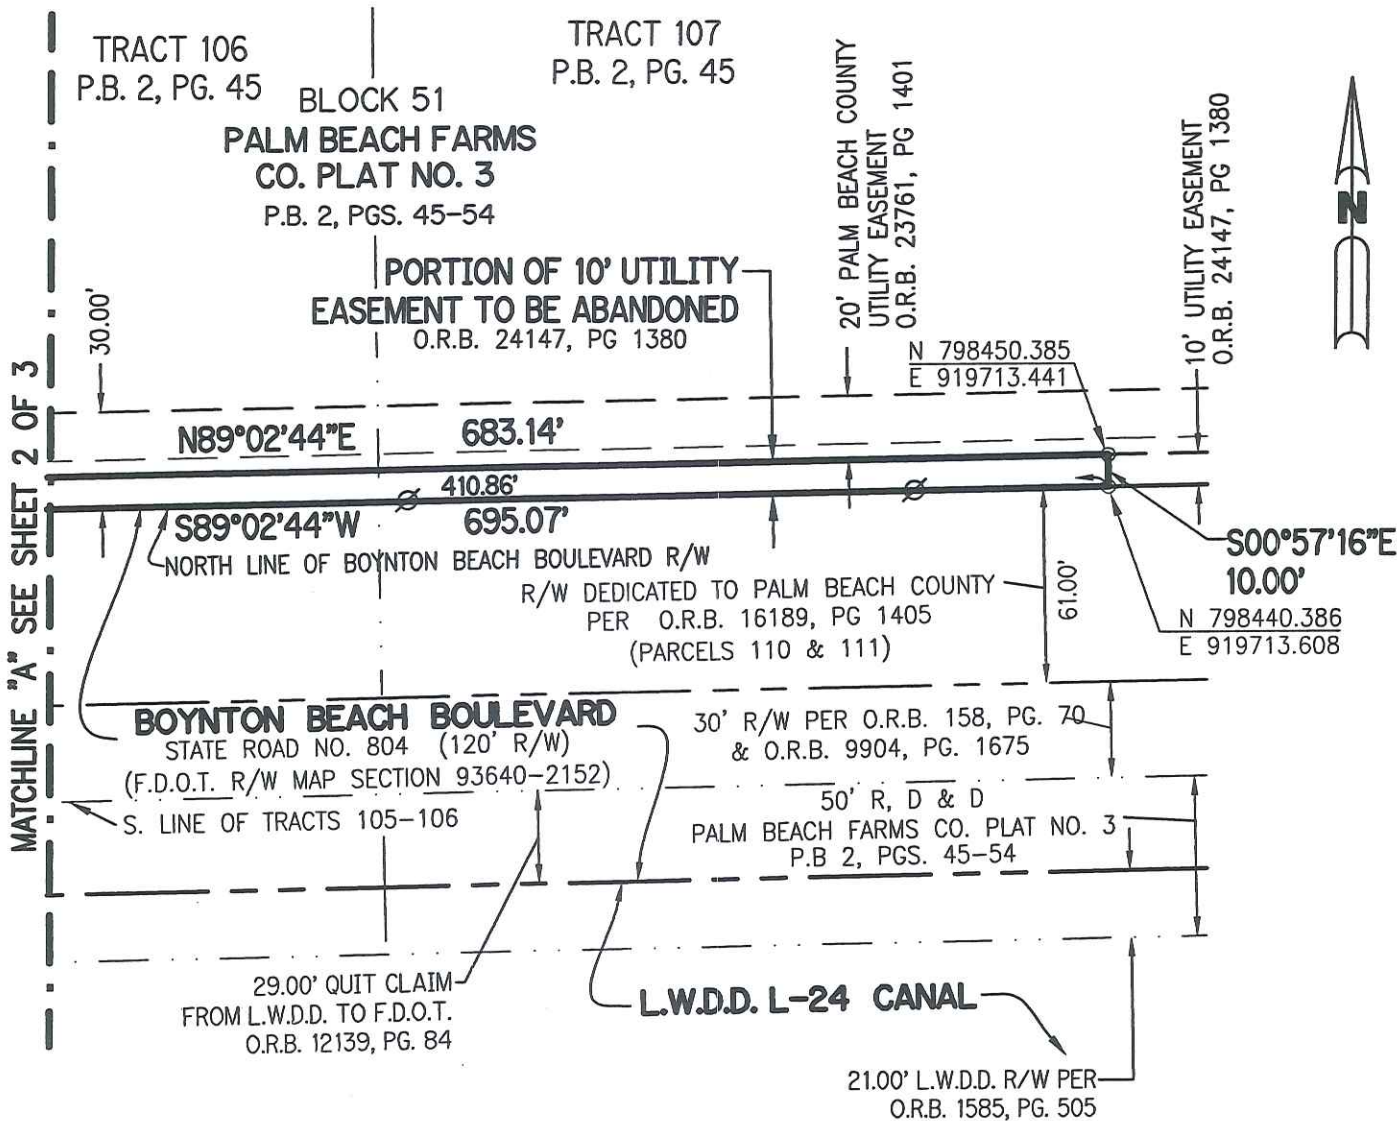 TRACT 106
P.B. 2, PG. 45
TRACT 107
P.B. 2, PG. 45
BLOCK 51
PALM BEACH FARMS
CO. PLAT NO. 3
P.B. 2, PGS. 45-54
20' PALM BEACH COUNTY
UTILITY EASEMENT
O.R.B. 23761, PG 1401
10' UTILITY EASEMENT
O.R.B. 24147, PG 1380
N
PORTION OF 10' UTILITY
EASEMENT TO BE ABANDONED
O.R.B. 24147, PG 1380
30.00'
N 798450.385
E 919713.441
MATCHLINE "A" SEE SHEET 2 OF 3
N89°02'44"E 683.14'
410.86'
S89°02'44"W 695.07'
NORTH LINE OF BOYNTON BEACH BOULEVARD R/W
S00°57'16"E
10.00'
R/W DEDICATED TO PALM BEACH COUNTY
PER O.R.B. 16189, PG 1405
(PARCELS 110 & 111)
61.00'
N 798440.386
E 919713.608
BOYNTON BEACH BOULEVARD
STATE ROAD NO. 804 (120' R/W)
(F.D.O.T. R/W MAP SECTION 93640-2152)
30' R/W PER O.R.B. 158, PG. 70
& O.R.B. 9904, PG. 1675
S. LINE OF TRACTS 105-106
50' R, D & D
PALM BEACH FARMS CO. PLAT NO. 3
P.B 2, PGS. 45-54
29.00' QUIT CLAIM
FROM L.W.D.D. TO F.D.O.T.
O.R.B. 12139, PG. 84
L.W.D.D. L-24 CANAL
21.00' L.W.D.D. R/W PER
O.R.B. 1585, PG. 505